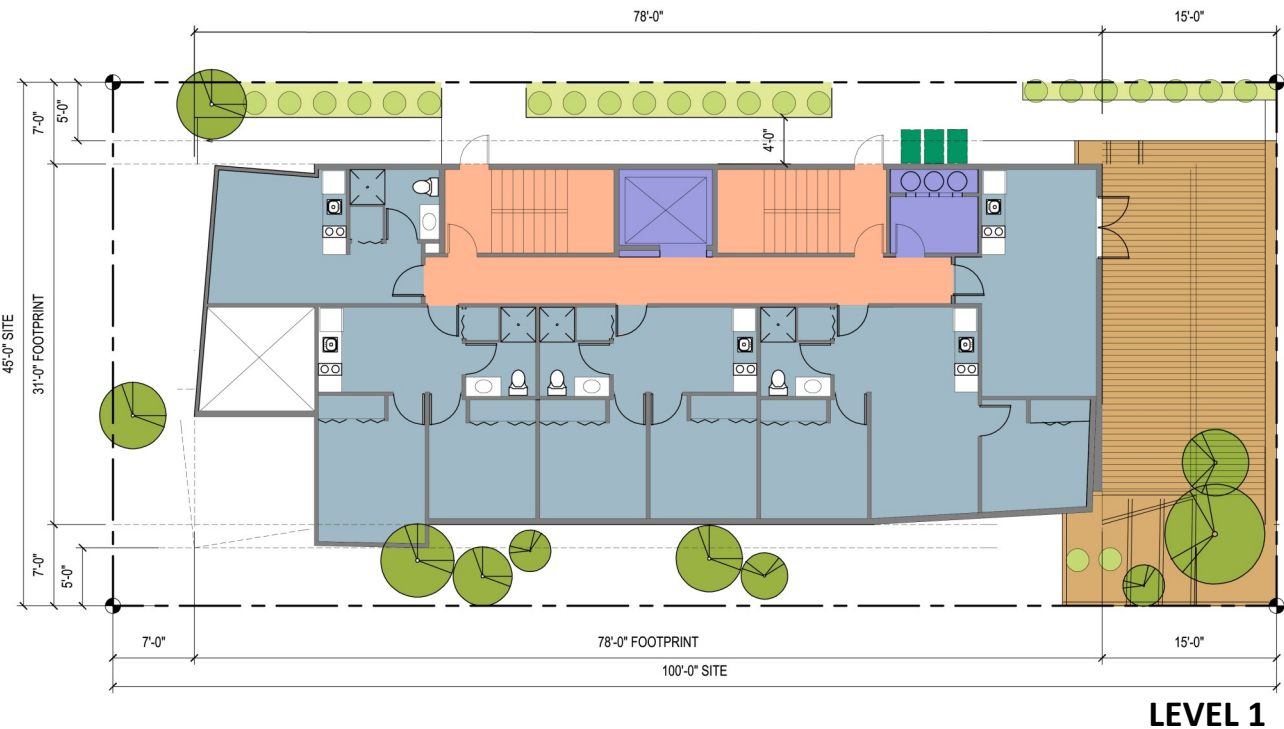 78'-0"
15'-0"
7'-0"
5'-0"
4'-0"
45'-0" SITE
31'-0" FOOTPRINT
7'-0"
5'-0"
7'-0"
78'-0" FOOTPRINT
15'-0"
100'-0" SITE
LEVEL 1